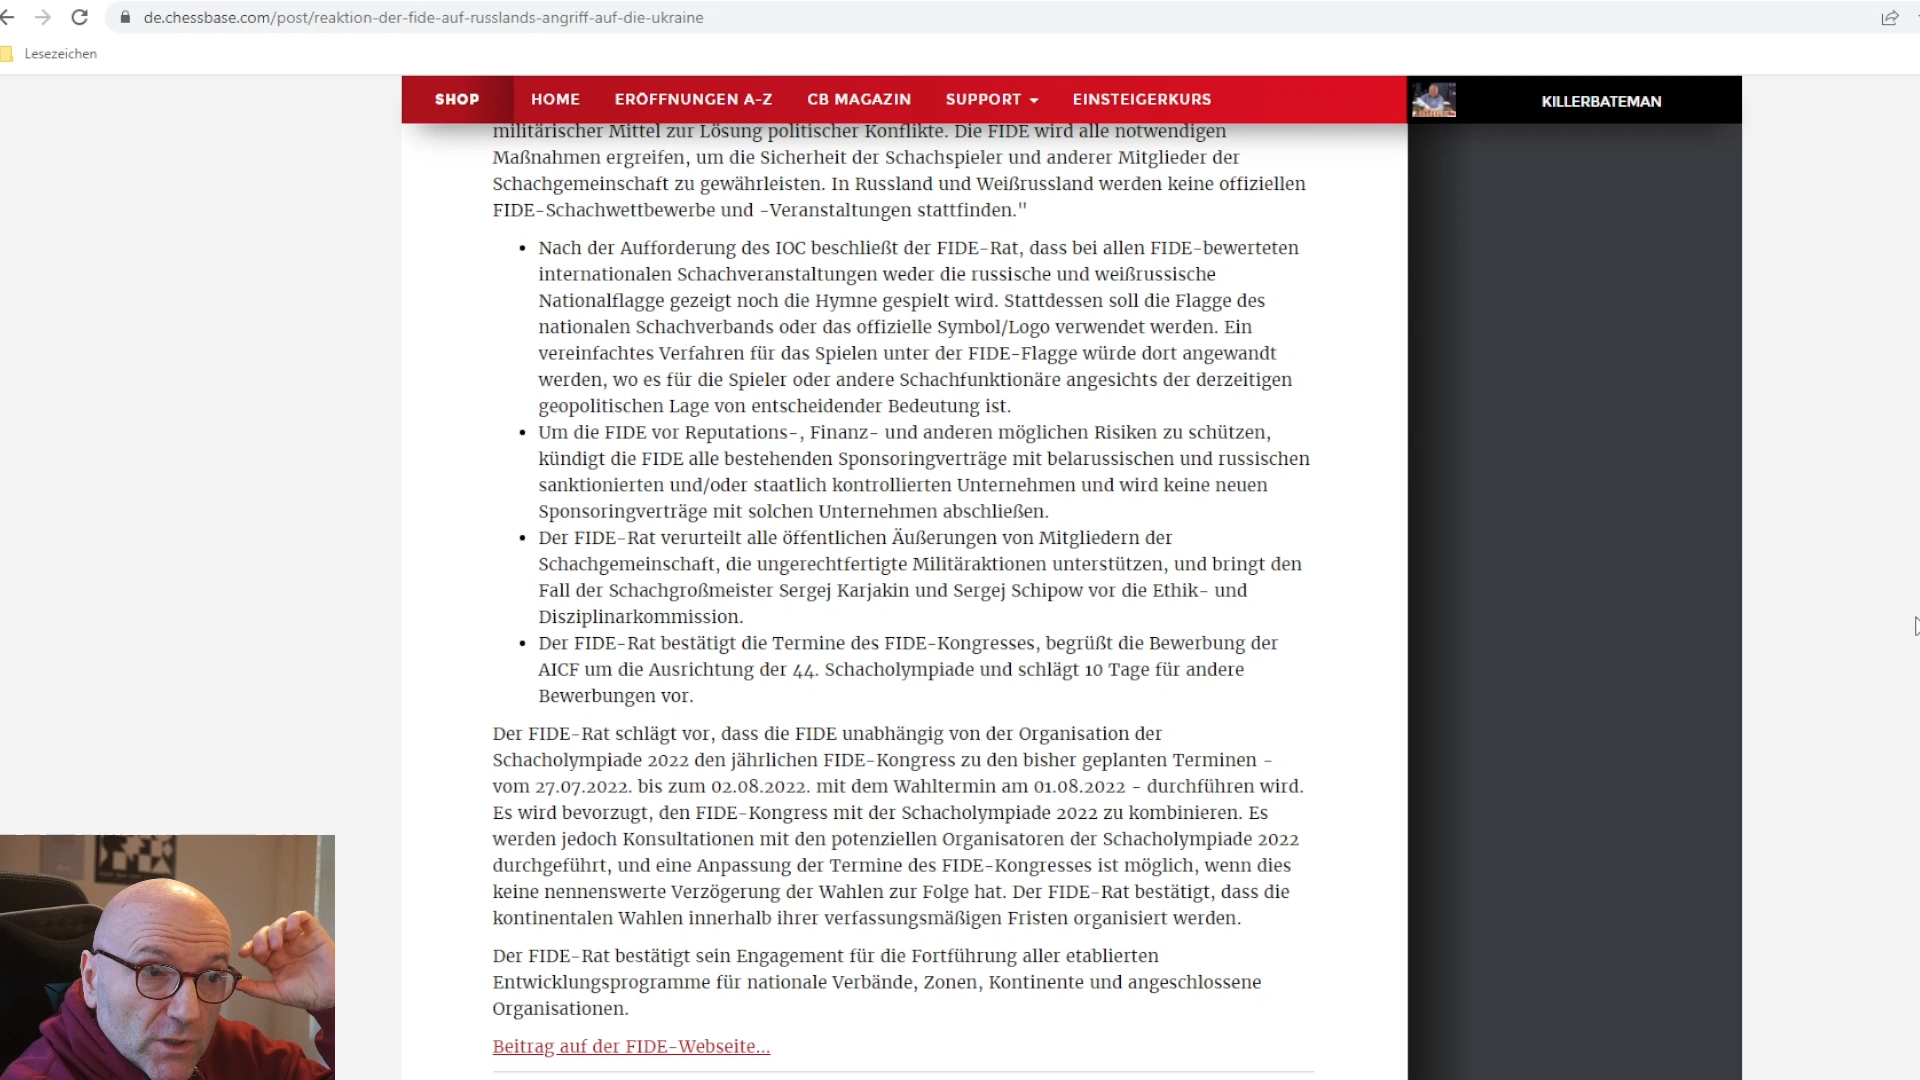 de.chessbase.com/post/reaktion-der-fide-auf-russlands-angriff-auf-die-ukraine
Lesezeichen
SHOP HOME ERÖFFNUNGEN A-Z CB MAGAZIN SUPPORT EINSTEIGERKURS KILLERBATEMAN
militärischer Mittel zur Lösung politischer Konflikte. Die FIDE wird alle notwendigen
Maßnahmen ergreifen, um die Sicherheit der Schachspieler und anderer Mitglieder der
Schachgemeinschaft zu gewährleisten. In Russland und Weißrussland werden keine offiziellen
FIDE-Schachwettbewerbe und -Veranstaltungen stattfinden."
• Nach der Aufforderung des IOC beschließt der FIDE-Rat, dass bei allen FIDE-bewerteten
internationalen Schachveranstaltungen weder die russische und weißrussische
Nationalflagge gezeigt noch die Hymne gespielt wird. Stattdessen soll die Flagge des
nationalen Schachverbands oder das offizielle Symbol/Logo verwendet werden. Ein
vereinfachtes Verfahren für das Spielen unter der FIDE-Flagge würde dort angewandt
werden, wo es für die Spieler oder andere Schachfunktionäre angesichts der derzeitigen
geopolitischen Lage von entscheidender Bedeutung ist.
• Um die FIDE vor Reputations-, Finanz- und anderen möglichen Risiken zu schützen,
kündigt die FIDE alle bestehenden Sponsoringverträge mit belarussischen und russischen
sanktionierten und/oder staatlich kontrollierten Unternehmen und wird keine neuen
Sponsoringverträge mit solchen Unternehmen abschließen.
• Der FIDE-Rat verurteilt alle öffentlichen Äußerungen von Mitgliedern der
Schachgemeinschaft, die ungerechtfertigte Militäraktionen unterstützen, und bringt den
Fall der Schachgroßmeister Sergej Karjakin und Sergej Schipow vor die Ethik- und
Disziplinarkommission.
• Der FIDE-Rat bestätigt die Termine des FIDE-Kongresses, begrüßt die Bewerbung der
AICF um die Ausrichtung der 44. Schacholympiade und schlägt 10 Tage für andere
Bewerbungen vor.
Der FIDE-Rat schlägt vor, dass die FIDE unabhängig von der Organisation der
Schacholympiade 2022 den jährlichen FIDE-Kongress zu den bisher geplanten Terminen -
vom 27.07.2022. bis zum 02.08.2022. mit dem Wahltermin am 01.08.2022 - durchführen wird.
Es wird bevorzugt, den FIDE-Kongress mit der Schacholympiade 2022 zu kombinieren. Es
werden jedoch Konsultationen mit den potenziellen Organisatoren der Schacholympiade 2022
durchgeführt, und eine Anpassung der Termine des FIDE-Kongresses ist möglich, wenn dies
keine nennenswerte Verzögerung der Wahlen zur Folge hat. Der FIDE-Rat bestätigt, dass die
kontinentalen Wahlen innerhalb ihrer verfassungsmäßigen Fristen organisiert werden.
Der FIDE-Rat bestätigt sein Engagement für die Fortführung aller etablierten
Entwicklungsprogramme für nationale Verbände, Zonen, Kontinente und angeschlossene
Organisationen.
Beitrag auf der FIDE-Webseite...